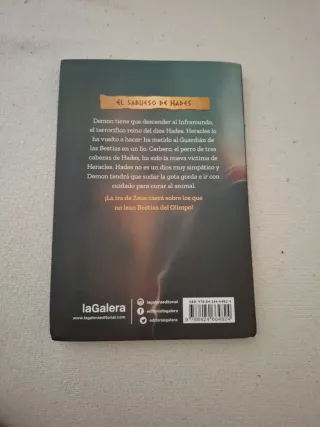 EL SABUESO DE HADES
Demon tiene que descender al Inframundo,
el terrorífico reino del dios Hades. Heracles lo
ha vuelto a hacer: ha metido al Guardián de
las Bestias en un lío. Cerbero, el perro de tres
cabezas de Hades, ha sido la nueva víctima de
Heracles. Hades no es un dios muy simpático y
Demon tendrá que sudar la gota gorda e ir con
cuidado para curar al animal.
¡La ira de Zeus caerá sobre los que
no lean Bestias del Olimpo!
laGalera
www.lagaleraeditorial.com
lagaleraeditorial
editoriallagalera
editorialgalera
9 788424 664824